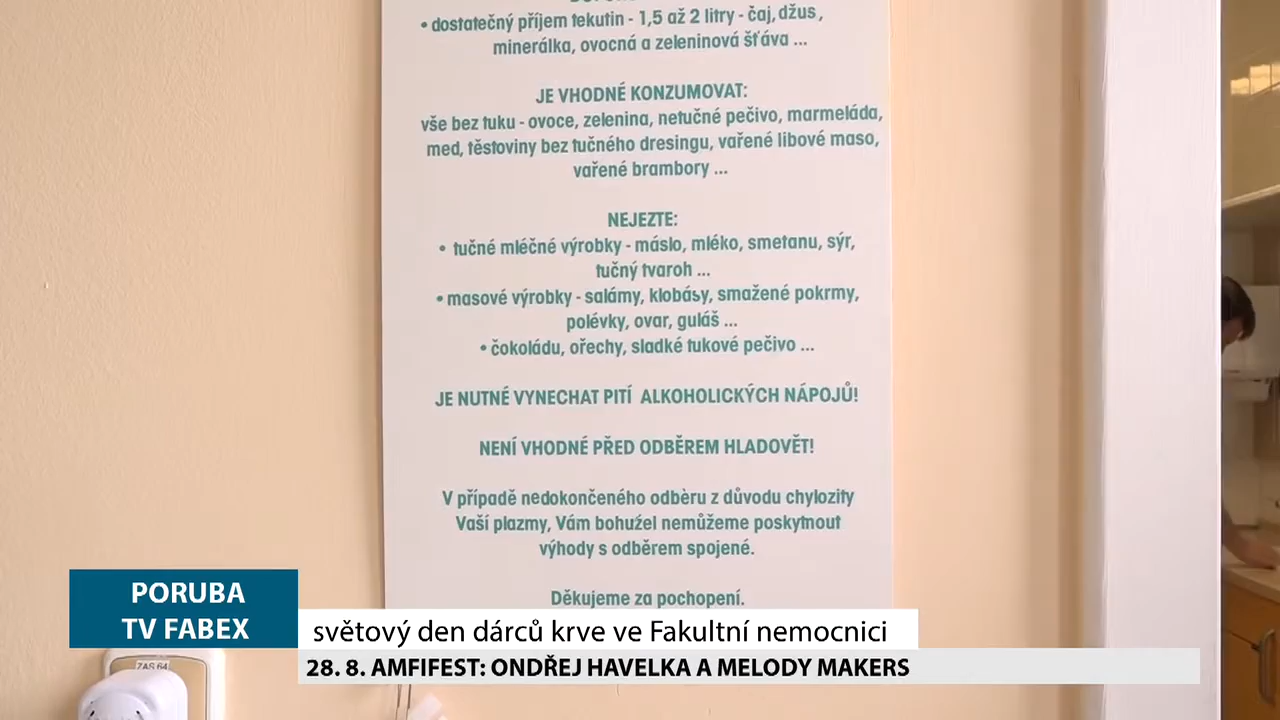 • dostatečný příjem tekutin - 1,5 až 2 litry - čaj, džus,
minerálka, ovocná a zeleninová šťáva ...
JE VHODNÉ KONZUMOVAT:
vše bez tuku - ovoce, zelenina, netučné pečivo, marmeláda,
med, těstoviny bez tučného dresingu, vařené libové maso,
vařené brambory ...
NEJEZTE:
• tučné mléčné výrobky - máslo, mléko, smetanu, sýr,
tučný tvaroh ...
• masové výrobky - salámy, klobásy, smažené pokrmy,
polévky, ovar, guláš ...
• čokoládu, ořechy, sladké tukové pečivo ...
JE NUTNÉ VYNECHAT PITÍ ALKOHOLICKÝCH NÁPOJŮ!
NENÍ VHODNÉ PŘED ODBĚREM HLADOVĚT!
V případě nedokončeného odběru z důvodu chylozity
Vaší plazmy, Vám bohužel nemůžeme poskytnout
výhody s odběrem spojené.
Děkujeme za pochopení.
PORUBA
TV FABEX
světový den dárců krve ve Fakultní nemocnici
28. 8. AMFIFEST: ONDŘEJ HAVELKA A MELODY MAKERS